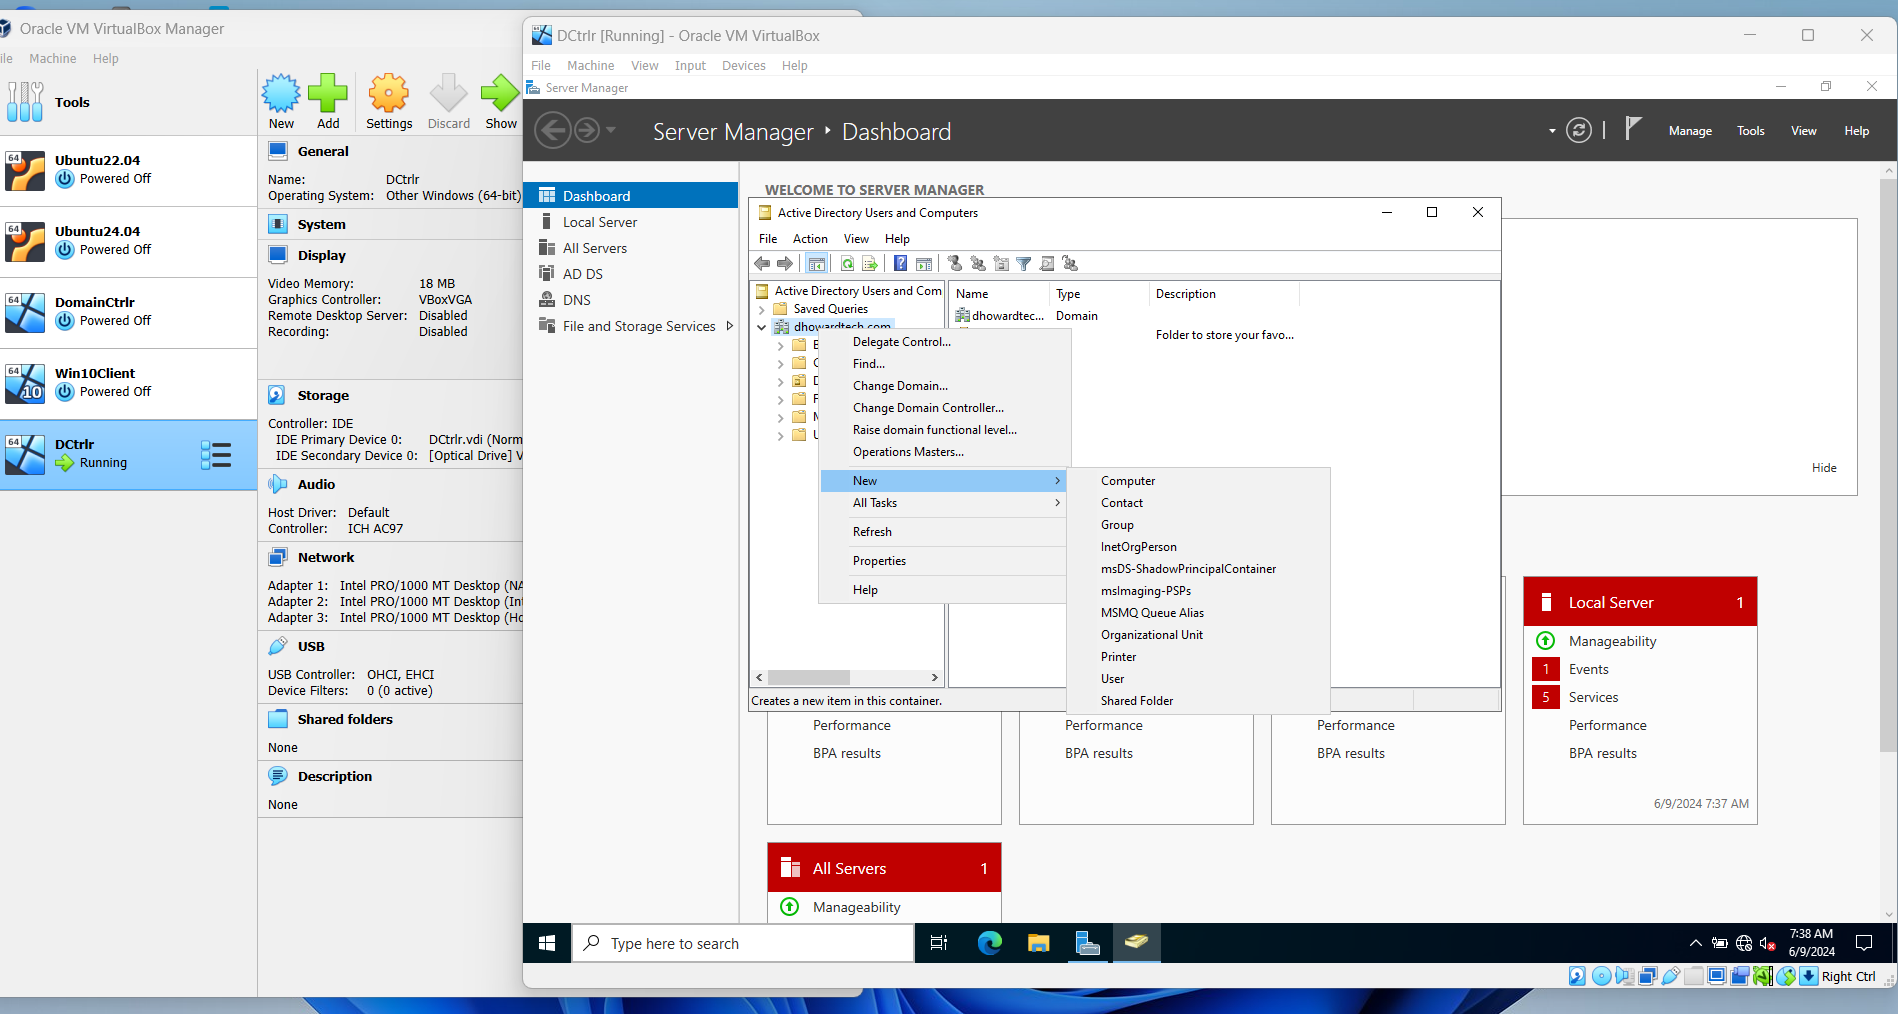 Oracle VM VirtualBox Manager
Machine
Help
Tools
New
Add
Settings
Discard
Show
64
Ubuntu22.04
Powered Off
64
Ubuntu24.04
Powered Off
64
DomainCtrlr
Powered Off
64
10
Win10Client
Powered Off
64
DCtrlr
Running
General
Name: DCtrlr
Operating System: Other Windows (64-bit)
System
Display
Video Memory: 18 MB
Graphics Controller: VBoxVGA
Remote Desktop Server: Disabled
Recording: Disabled
Storage
Controller: IDE
IDE Primary Device 0: DCtrlr.vdi (Norm
IDE Secondary Device 0: [Optical Drive] V
Audio
Host Driver: Default
Controller: ICH AC97
Network
Adapter 1: Intel PRO/1000 MT Desktop (NA
Adapter 2: Intel PRO/1000 MT Desktop (Int
Adapter 3: Intel PRO/1000 MT Desktop (Ho
USB
USB Controller: OHCI, EHCI
Device Filters: 0 (0 active)
Shared folders
None
Description
None
DCtrlr [Running] - Oracle VM VirtualBox
File Machine View Input Devices Help
Server Manager
Server Manager Dashboard
Manage Tools View Help
Dashboard
Local Server
All Servers
AD DS
DNS
File and Storage Services
WELCOME TO SERVER MANAGER
Active Directory Users and Computers
File Action View Help
Active Directory Users and Com
Saved Queries
dhowardtech.com
Name Type Description
dhowardtec... Domain
Folder to store your favo...
Delegate Control...
Find...
Change Domain...
Change Domain Controller...
Raise domain functional level...
Operations Masters...
New
All Tasks
Refresh
Properties
Help
Computer
Contact
Group
InetOrgPerson
msDS-ShadowPrincipalContainer
msImaging-PSPs
MSMQ Queue Alias
Organizational Unit
Printer
User
Shared Folder
Creates a new item in this container.
Hide
Performance
BPA results
Performance
BPA results
Performance
BPA results
Local Server 1
Manageability
1 Events
5 Services
Performance
BPA results
6/9/2024 7:37 AM
All Servers 1
Manageability
Type here to search
7:38 AM
6/9/2024
Right Ctrl